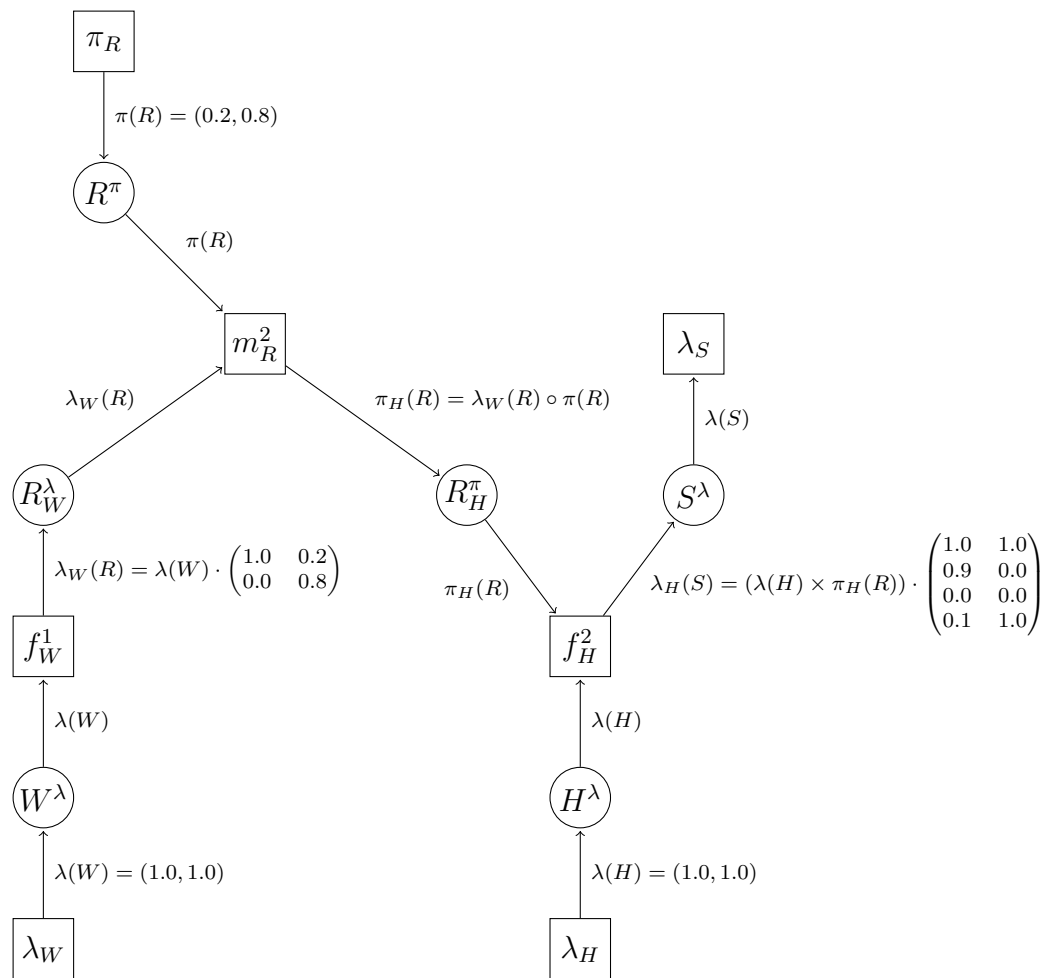 π_R
π(R) = (0.2, 0.8)
R^π
π(R)
m_R^2
λ_S
λ_W(R)
π_H(R) = λ_W(R) ∘ π(R)
λ(S)
R_W^λ
R_H^π
S^λ
λ_W(R) = λ(W) · (1.0 0.2
0.0 0.8)
π_H(R)
λ_H(S) = (λ(H) × π_H(R)) · (1.0 1.0
0.9 0.0
0.0 0.0
0.1 1.0)
f_W^1
f_H^2
λ(W)
λ(H)
W^λ
H^λ
λ(W) = (1.0, 1.0)
λ(H) = (1.0, 1.0)
λ_W
λ_H